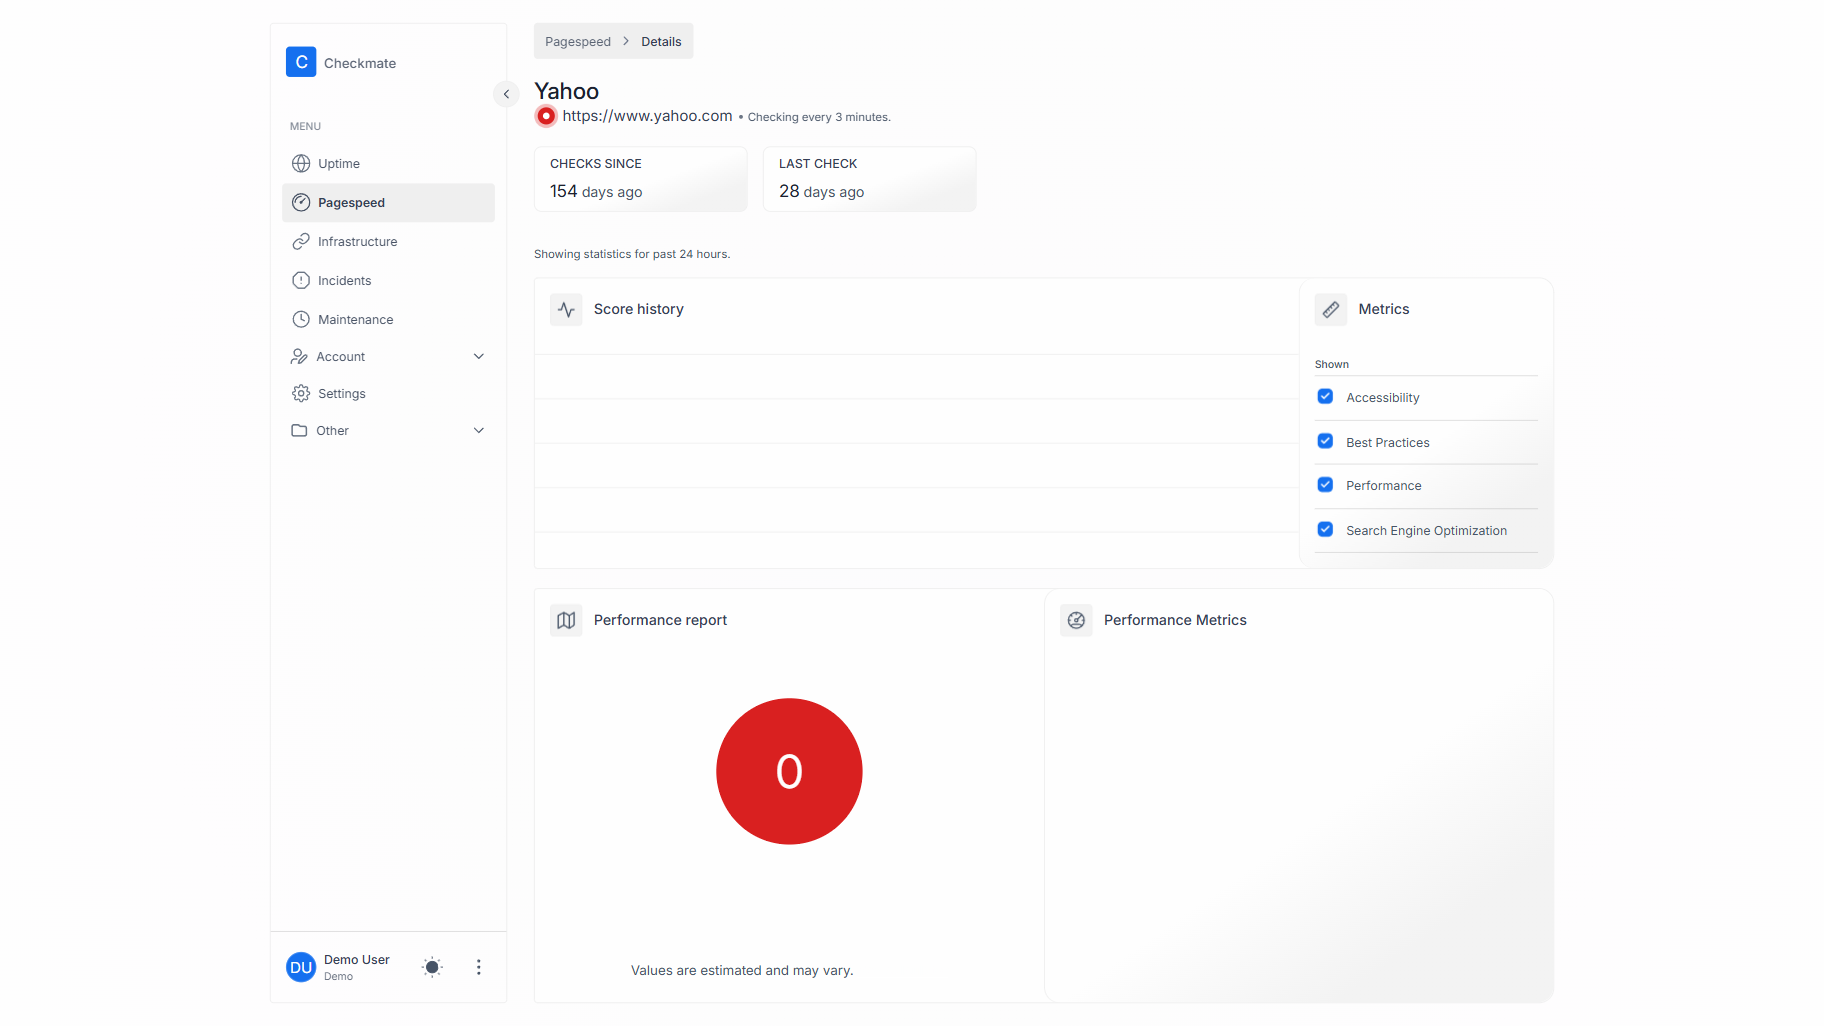 C Checkmate
MENU
Uptime
Pagespeed
Infrastructure
Incidents
Maintenance
Account
Settings
Other
DU Demo User
Demo
Pagespeed > Details
Yahoo
https://www.yahoo.com • Checking every 3 minutes.
CHECKS SINCE
154 days ago
LAST CHECK
28 days ago
Showing statistics for past 24 hours.
Score history
Metrics
Shown
Accessibility
Best Practices
Performance
Search Engine Optimization
Performance report
0
Values are estimated and may vary.
Performance Metrics